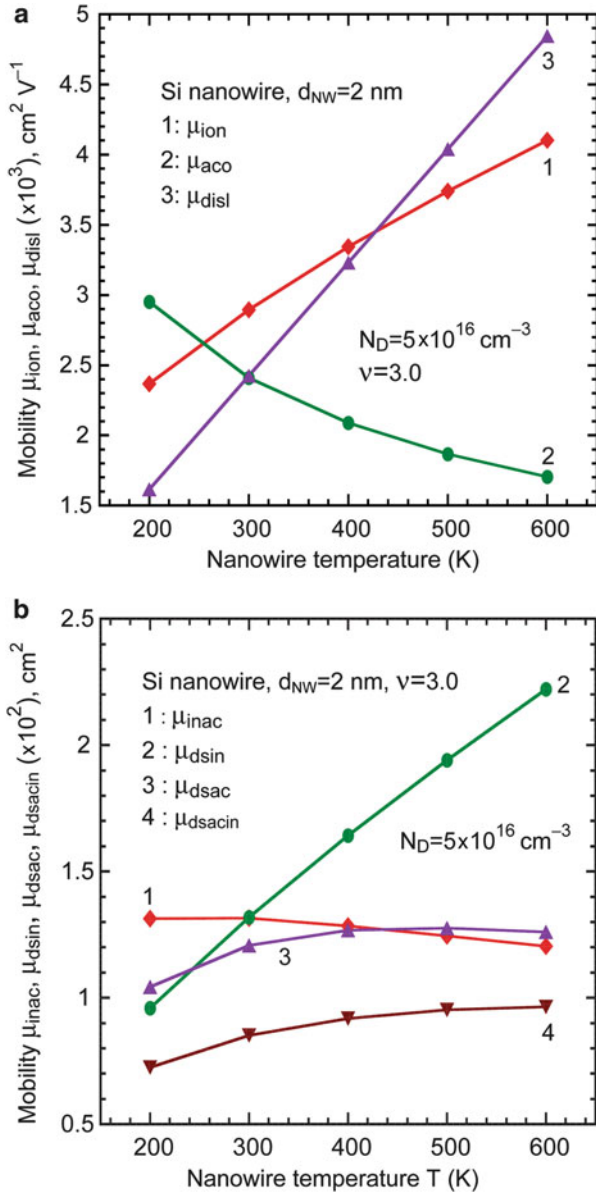 a
5
4.5
4
3.5
3
2.5
2
1.5
Mobility μion, μaco, μdisl (×10³), cm² V⁻¹
Si nanowire, dNW=2 nm
1: μion
2: μaco
3: μdisl
3
1
ND=5×10¹⁶ cm⁻³
ν=3.0
2
200 300 400 500 600
Nanowire temperature (K)
b
2.5
2
1.5
1
0.5
Mobility μinac, μdsin, μdsac, μdsacin (×10²), cm²
Si nanowire, dNW=2 nm, ν=3.0
1 : μinac
2 : μdsin
3 : μdsac
4 : μdsacin
2
ND=5×10¹⁶ cm⁻³
1
3
4
200 300 400 500 600
Nanowire temperature T (K)